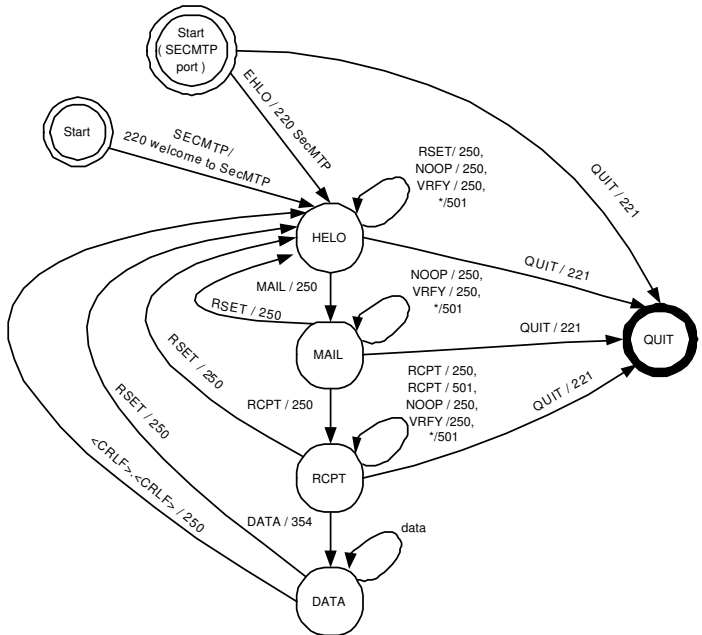 Start
( SECMTP
port )
Start
EHLO / 220 SecMTP
SECMTP/
220 welcome to SecMTP
RSET/ 250,
NOOP / 250,
VRFY / 250,
*/501
QUIT / 221
HELO
QUIT / 221
MAIL / 250
RSET / 250
NOOP / 250,
VRFY / 250,
*/501
QUIT / 221
QUIT
MAIL
RSET / 250
RCPT / 250
RCPT / 250,
RCPT / 501,
NOOP / 250,
VRFY /250,
*/501
QUIT / 221
RSET / 250
<CRLF>.<CRLF> / 250
RCPT
DATA / 354
data
DATA